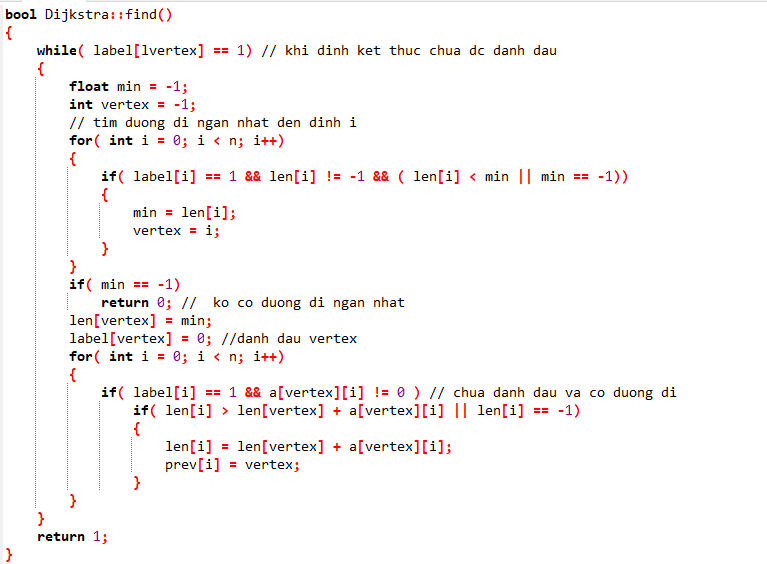 bool Dijkstra::find()
{
    while( label[lvertex] == 1) // khi dinh ket thuc chua dc danh dau
    {
        float min = -1;
        int vertex = -1;
        // tim duong di ngan nhat den dinh i
        for( int i = 0; i < n; i++)
        {
            if( label[i] == 1 && len[i] != -1 && ( len[i] < min || min == -1))
            {
                min = len[i];
                vertex = i;
            }
        }
        if( min == -1)
            return 0; //  ko co duong di ngan nhat
        len[vertex] = min;
        label[vertex] = 0; //danh dau vertex
        for( int i = 0; i < n; i++)
        {
            if( label[i] == 1 && a[vertex][i] != 0 ) // chua danh dau va co duong di
                if( len[i] > len[vertex] + a[vertex][i] || len[i] == -1)
                {
                    len[i] = len[vertex] + a[vertex][i];
                    prev[i] = vertex;
                }
        }
    }
    return 1;
}